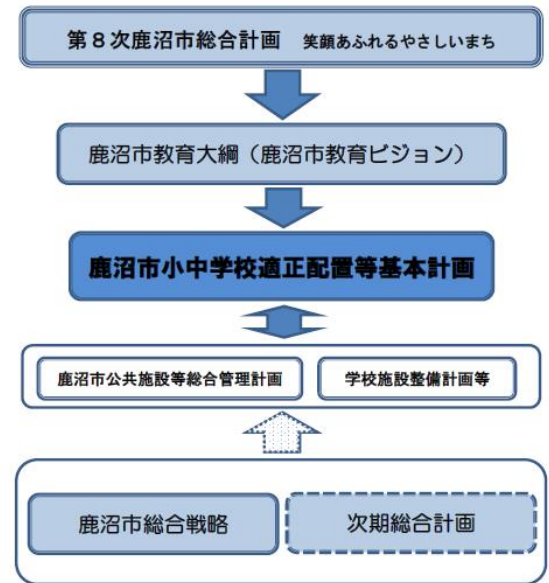 第８次鹿沼市総合計画　笑顔あふれるやさしいまち
鹿沼市教育大綱（鹿沼市教育ビジョン）
鹿沼市小中学校適正配置等基本計画
鹿沼市公共施設等総合管理計画　学校施設整備計画等
鹿沼市総合戦略　次期総合計画